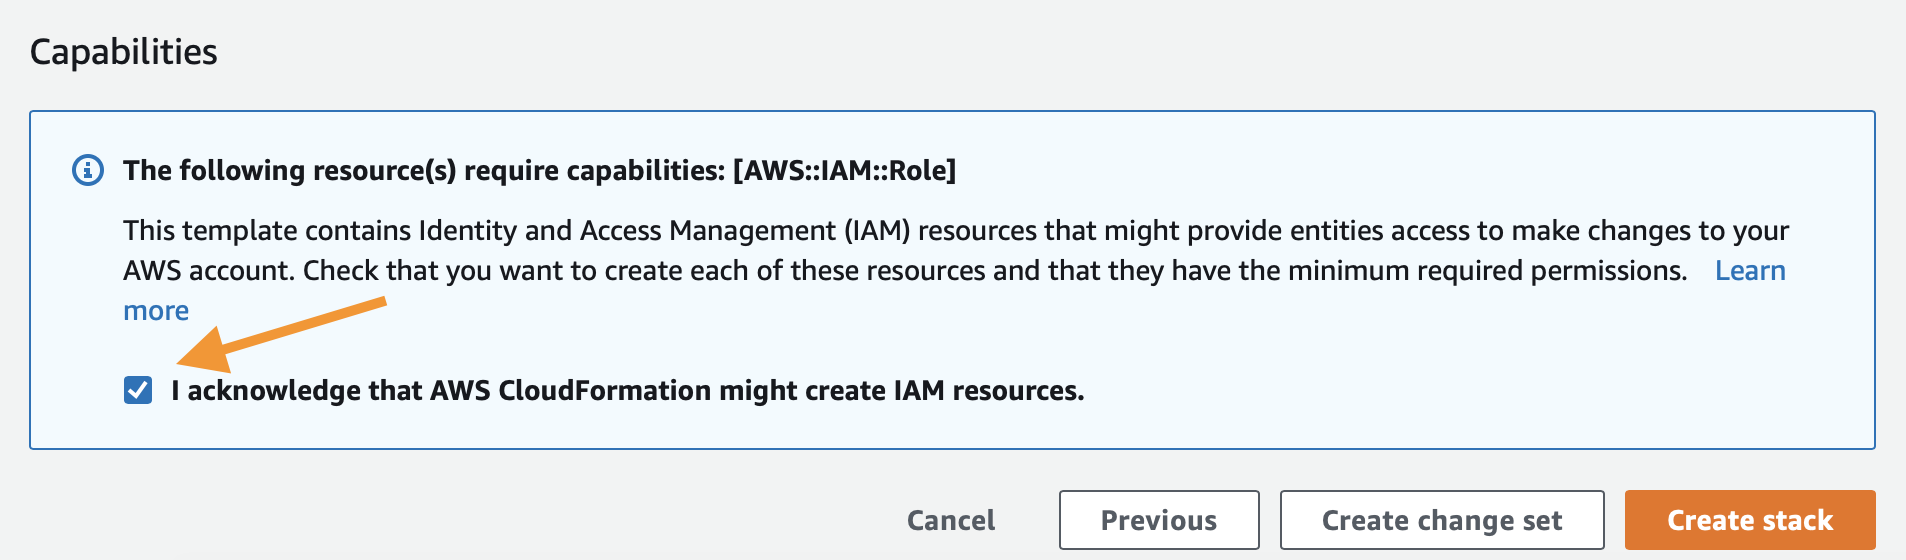 Capabilities
The following resource(s) require capabilities: [AWS::IAM::Role]
This template contains Identity and Access Management (IAM) resources that might provide entities access to make changes to your
AWS account. Check that you want to create each of these resources and that they have the minimum required permissions. Learn
more
I acknowledge that AWS CloudFormation might create IAM resources.
Cancel Previous Create change set Create stack